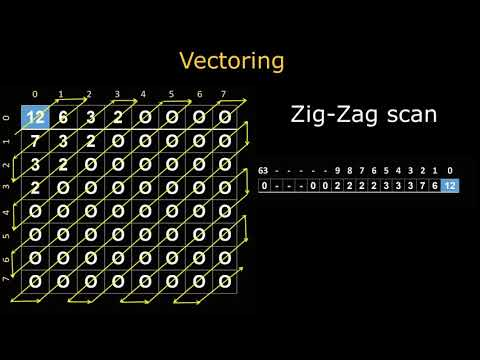 Vectoring
0 1 2 3 4 5 6 7
0 12 6 3 2 0 0 0 0
1 7 3 2 0 0 0 0 0
2 3 2 0 0 0 0 0 0
3 2 0 0 0 0 0 0 0
4 0 0 0 0 0 0 0 0
5 0 0 0 0 0 0 0 0
6 0 0 0 0 0 0 0 0
7 0 0 0 0 0 0 0 0
Zig-Zag scan
63 - - - - 9 8 7 6 5 4 3 2 1 0
0 - - - 0 0 2 2 2 2 3 3 3 7 6 12